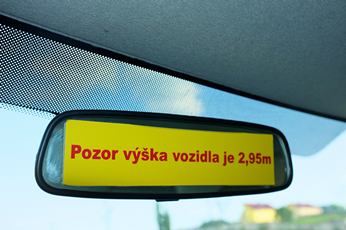 Pozor výška vozidla je 2,95m